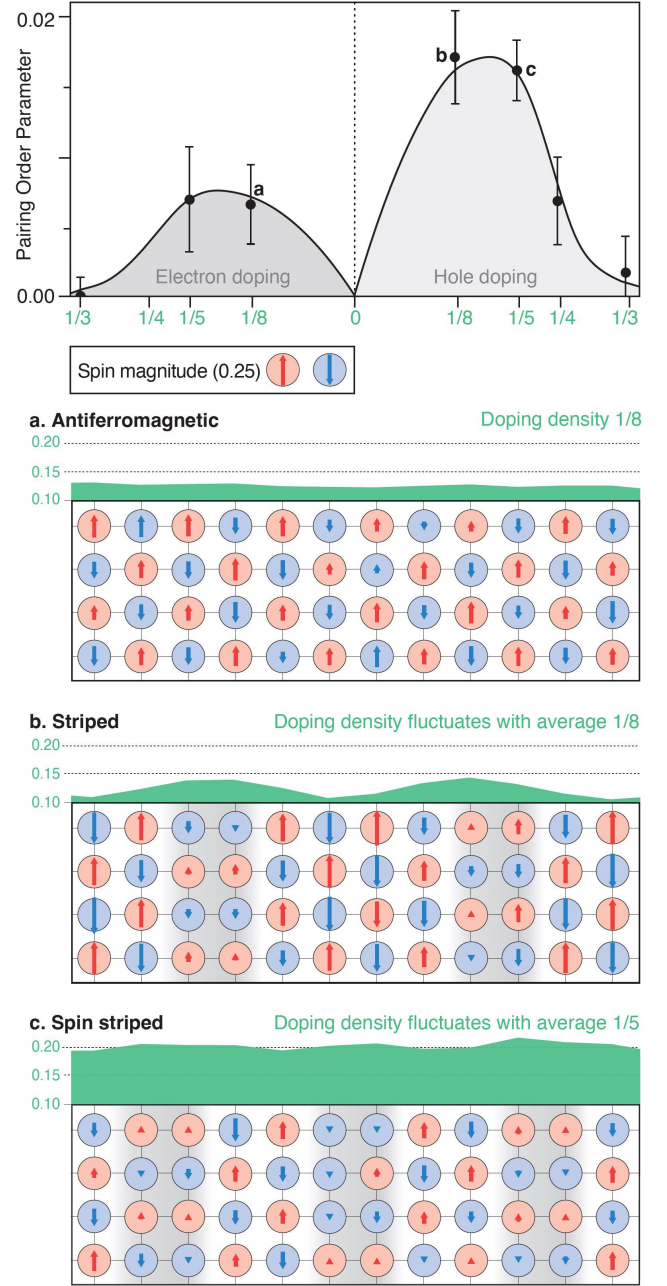 0.02
Pairing Order Parameter
b
c
a
Electron doping
Hole doping
0.00
1/3 1/4 1/5 1/8 0 1/8 1/5 1/4 1/3
Spin magnitude (0.25)
a. Antiferromagnetic Doping density 1/8
0.20
0.15
0.10
b. Striped Doping density fluctuates with average 1/8
0.20
0.15
0.10
c. Spin striped Doping density fluctuates with average 1/5
0.20
0.15
0.10